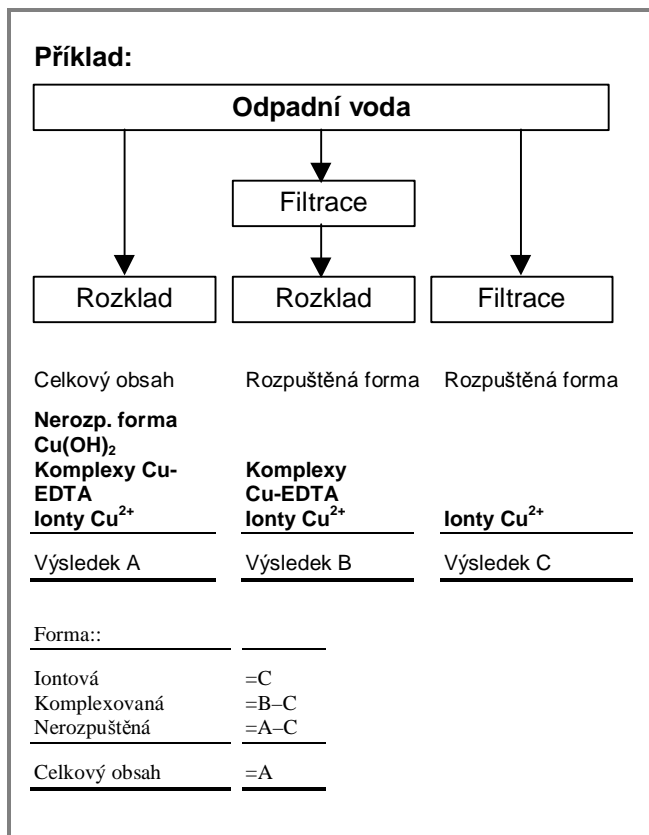 Příklad:
Odpadní voda
Filtrace
Rozklad Rozklad Filtrace
Celkový obsah Rozpuštěná forma Rozpuštěná forma
Nerozp. forma
Cu(OH)₂
Komplexy Cu- Komplexy
EDTA Cu-EDTA
Ionty Cu²⁺ Ionty Cu²⁺ Ionty Cu²⁺
Výsledek A Výsledek B Výsledek C
Forma::
Iontová =C
Komplexovaná =B–C
Nerozpuštěná =A–C
Celkový obsah =A